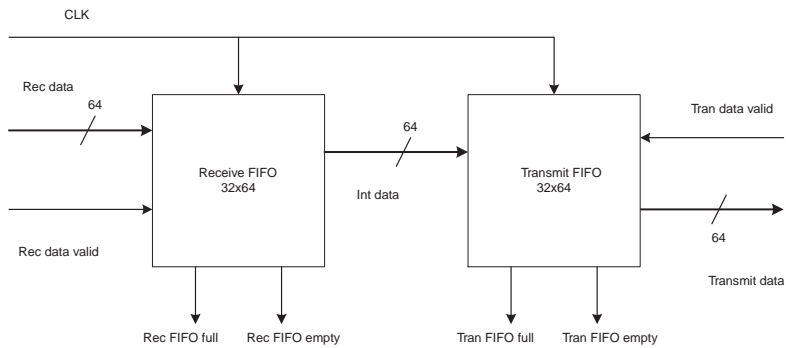 CLK
Rec data
64
Rec data valid
Receive FIFO
32x64
64
Int data
Transmit FIFO
32x64
Tran data valid
64
Transmit data
Rec FIFO full
Rec FIFO empty
Tran FIFO full
Tran FIFO empty